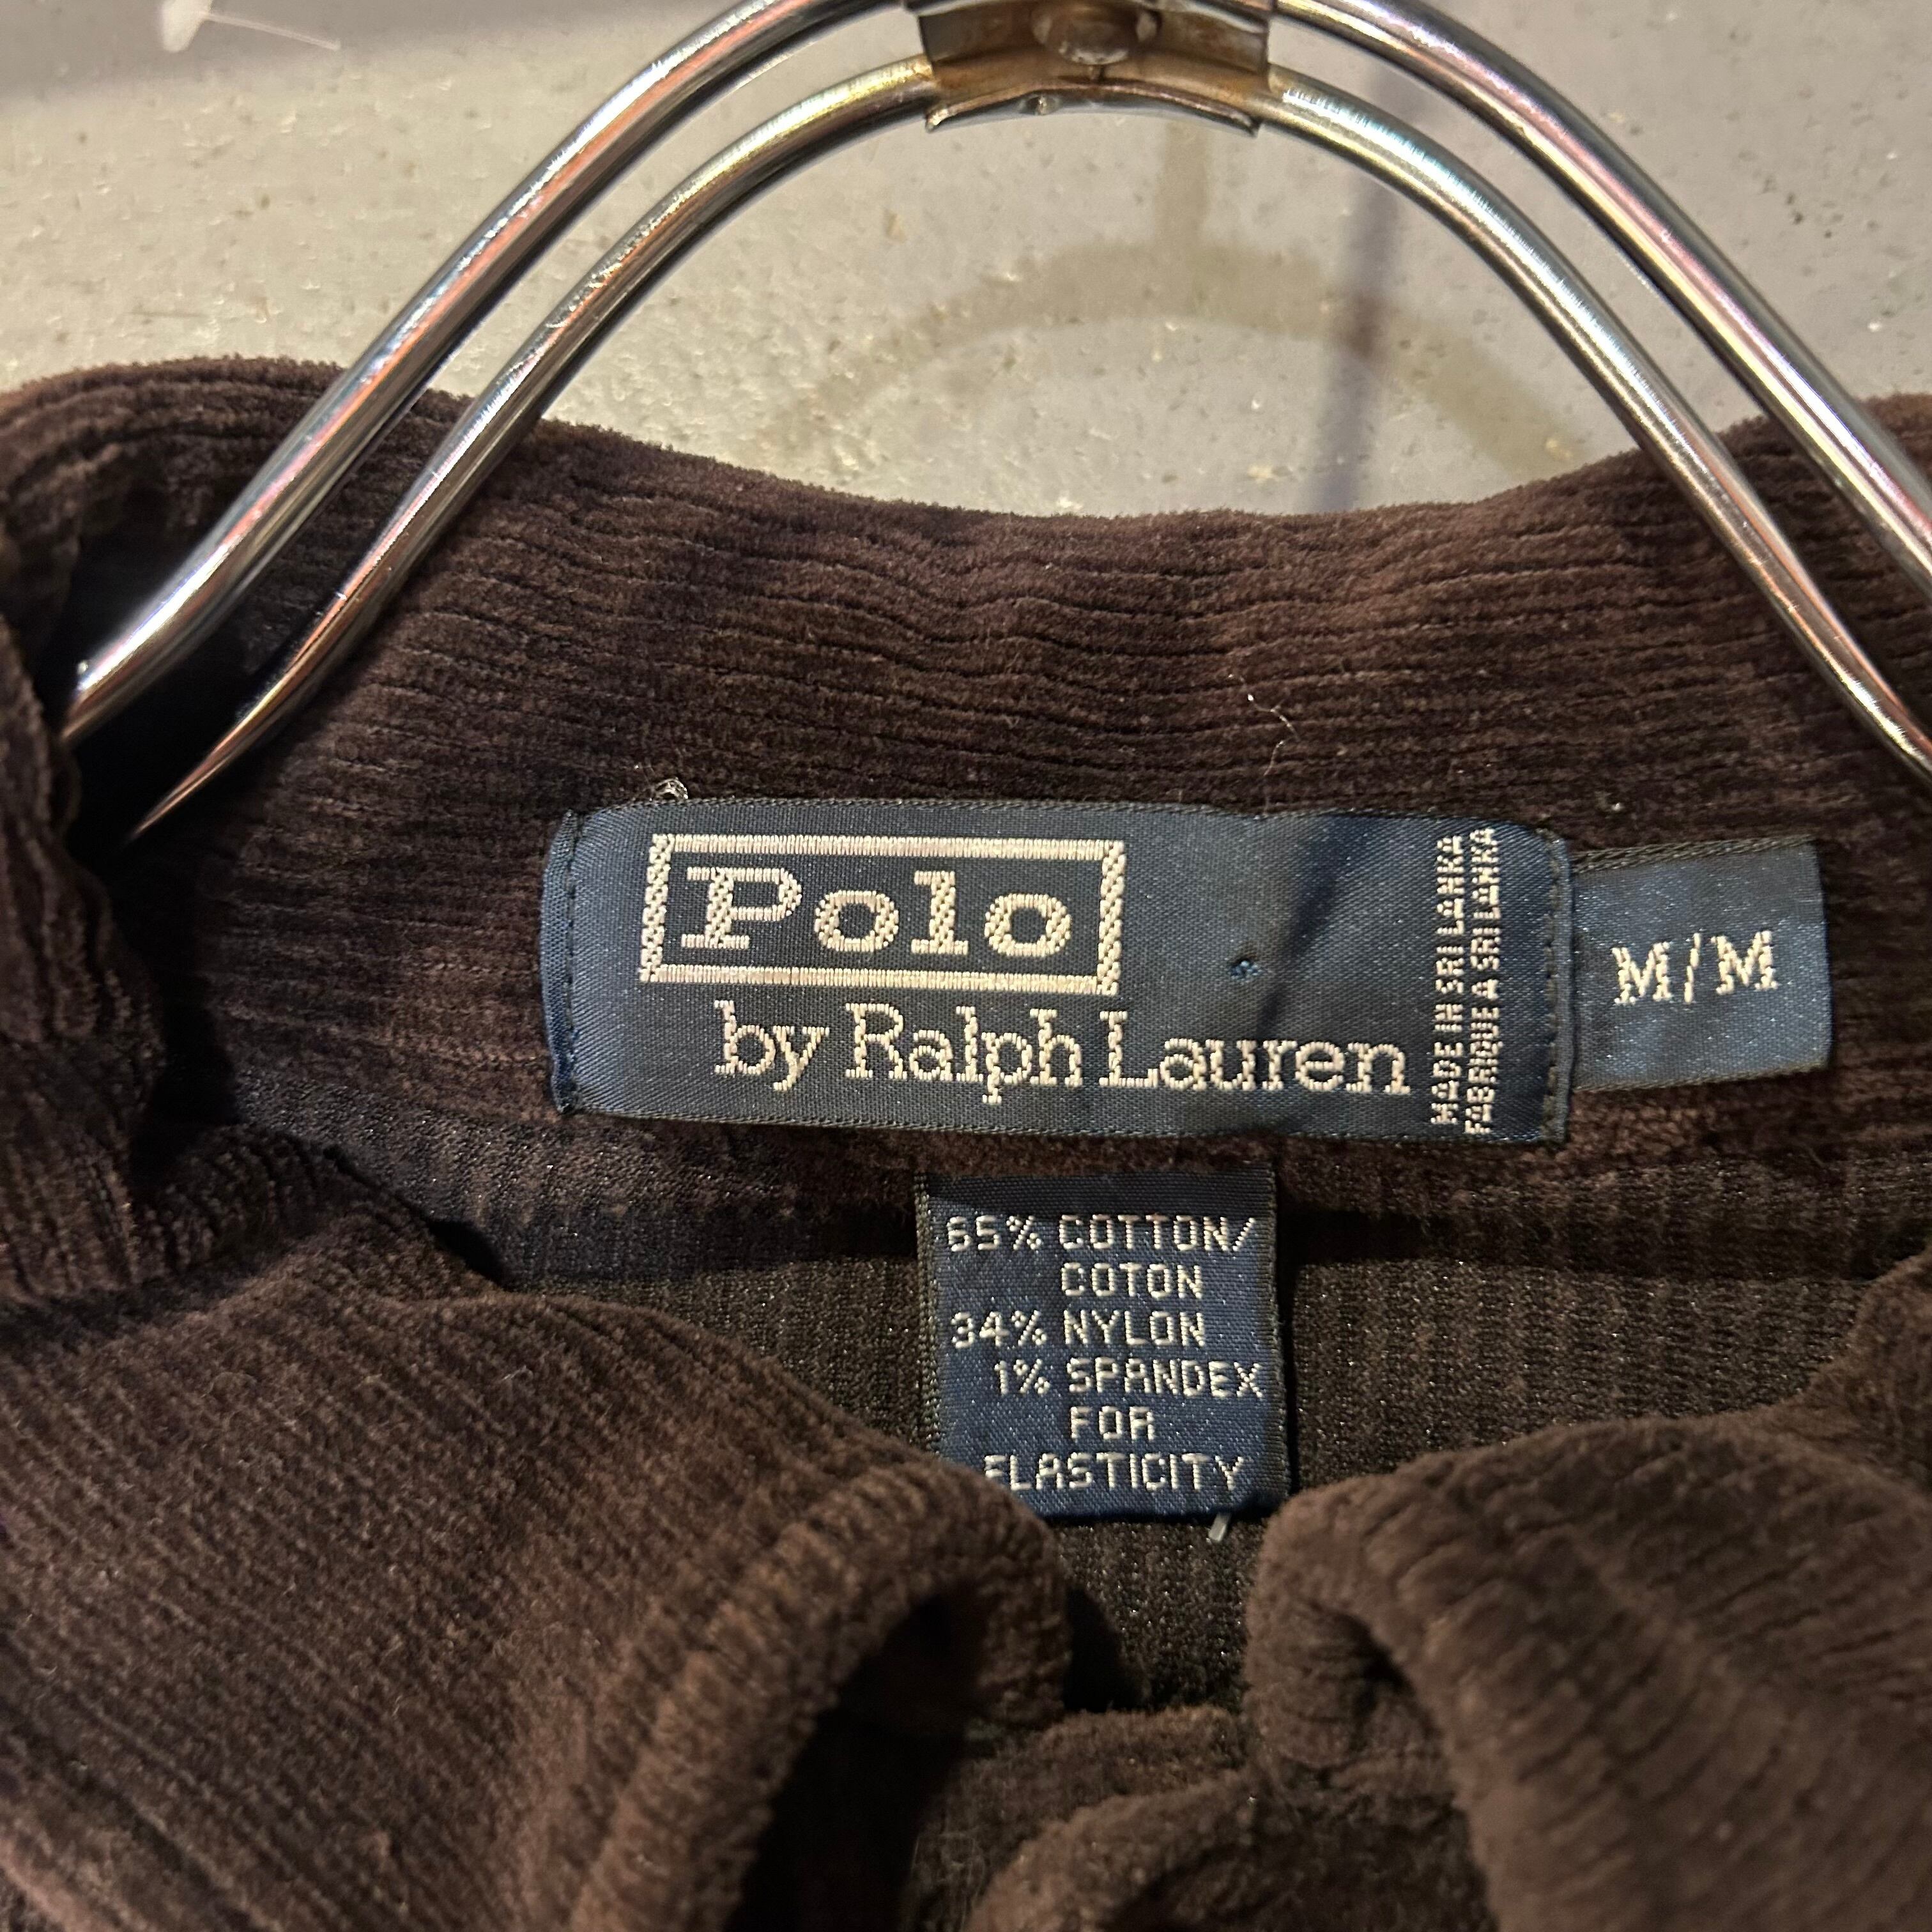 Polo
by Ralph Lauren
MADE IN SRI LANKA
FABRIQUE A SRI LANKA
M/M
65% COTTON/
COTON
34% NYLON
1% SPANDEX
FOR
ELASTICITY